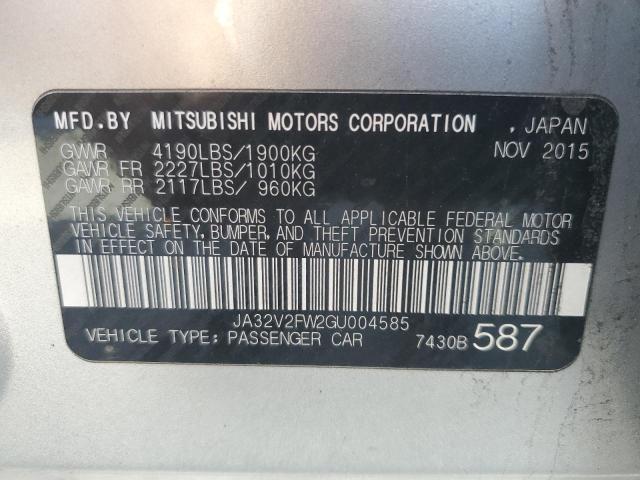 MFD.BY MITSUBISHI MOTORS CORPORATION , JAPAN
GVWR 4190LBS/1900KG NOV 2015
GAWR FR 2227LBS/1010KG
GAWR RR 2117LBS/ 960KG
THIS VEHICLE CONFORMS TO ALL APPLICABLE FEDERAL MOTOR
VEHICLE SAFETY, BUMPER, AND THEFT PREVENTION STANDARDS
IN EFFECT ON THE DATE OF MANUFACTURE SHOWN ABOVE.
JA32V2FW2GU004585
VEHICLE TYPE: PASSENGER CAR 7430B 587